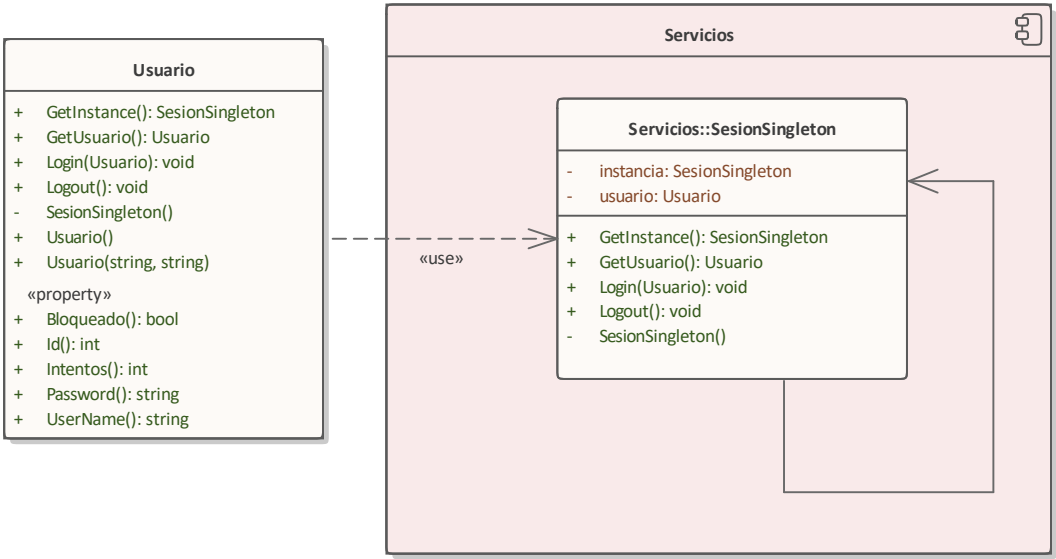 Usuario
+ GetInstance(): SesionSingleton
+ GetUsuario(): Usuario
+ Login(Usuario): void
+ Logout(): void
- SesionSingleton()
+ Usuario()
+ Usuario(string, string)
«property»
+ Bloqueado(): bool
+ Id(): int
+ Intentos(): int
+ Password(): string
+ UserName(): string
«use»
Servicios
Servicios::SesionSingleton
- instancia: SesionSingleton
- usuario: Usuario
+ GetInstance(): SesionSingleton
+ GetUsuario(): Usuario
+ Login(Usuario): void
+ Logout(): void
- SesionSingleton()